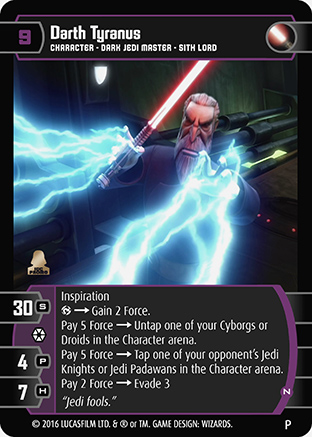 9
Darth Tyranus
CHARACTER - DARK JEDI MASTER - SITH LORD
30 S
4 P
7 H
Inspiration
→ Gain 2 Force.
Pay 5 Force → Untap one of your Cyborgs or
Droids in the Character arena.
Pay 5 Force → Tap one of your opponent's Jedi
Knights or Jedi Padawans in the Character arena.
Pay 2 Force → Evade 3
"Jedi fools."
N
© 2016 LUCASFILM LTD. & ® OR TM. GAME DESIGN: WIZARDS.
P